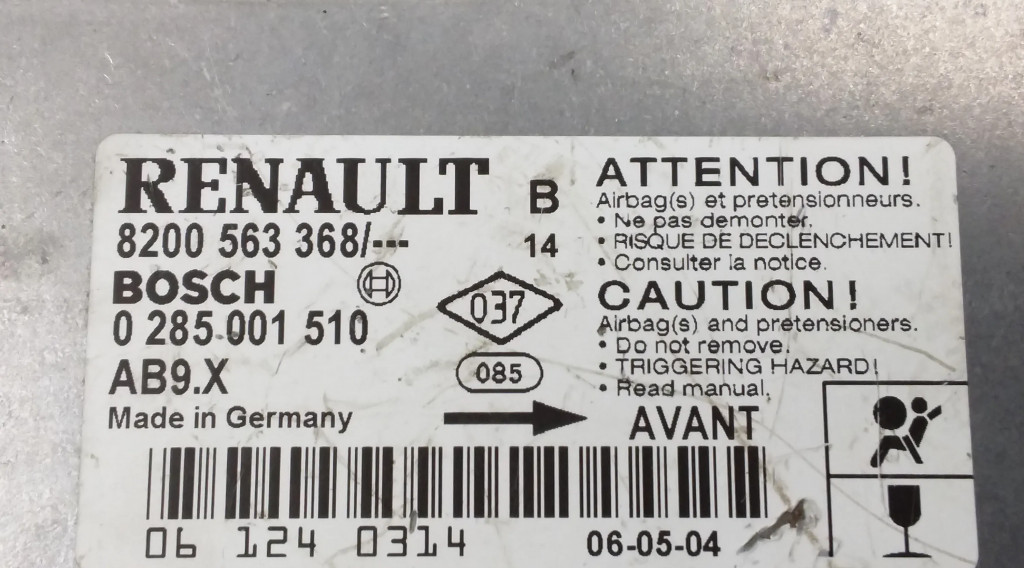 RENAULT
8200 563 368/---
BOSCH
0 285 001 510
AB9.X
Made in Germany
B
14
037
085
ATTENTION!
Airbag(s) et pretensionneurs.
• Ne pas demonter.
• RISQUE DE DECLENCHEMENT!
• Consulter la notice.
CAUTION!
Airbag(s) and pretensioners.
• Do not remove.
• TRIGGERING HAZARD!
• Read manual.
AVANT
06 124 0314
06-05-04